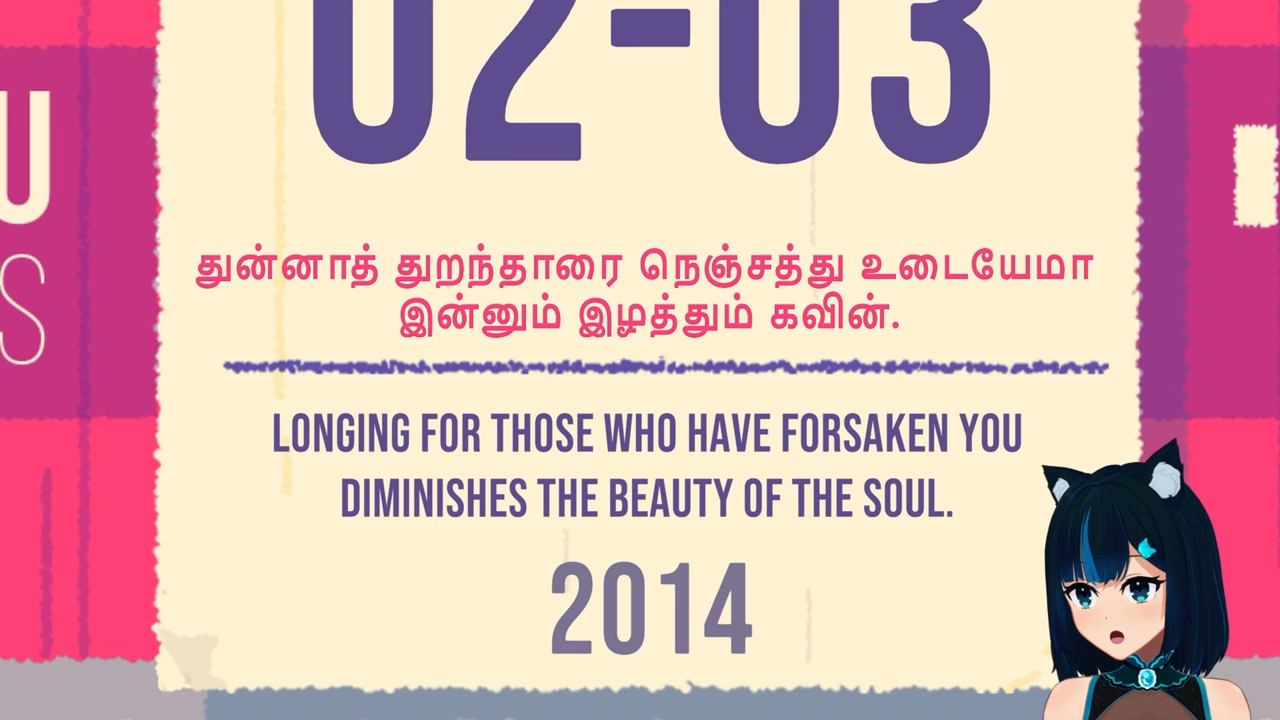 02-03
U
S
துன்னாத் துறந்தாரை நெஞ்சத்து உடையேமா
இன்னும் இழத்தும் கவின்.
LONGING FOR THOSE WHO HAVE FORSAKEN YOU
DIMINISHES THE BEAUTY OF THE SOUL.
2014